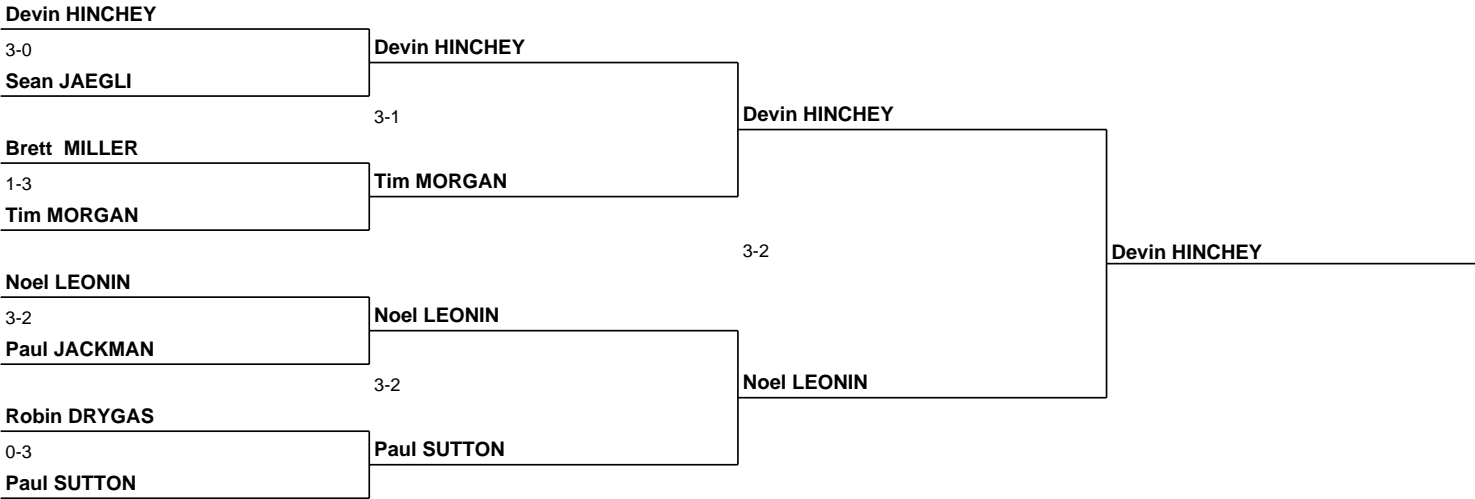 Devin HINCHEY
3-0
Sean JAEGLI
Brett  MILLER
1-3
Tim MORGAN
Noel LEONIN
3-2
Paul JACKMAN
Robin DRYGAS
0-3
Paul SUTTON
Devin HINCHEY
3-1
Tim MORGAN
Noel LEONIN
3-2
Paul SUTTON
Devin HINCHEY
3-2
Noel LEONIN
Devin HINCHEY